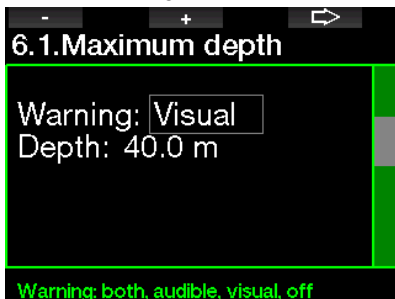 - +
6.1.Maximum depth
Warning: Visual
Depth: 40.0 m
Warning: both, audible, visual, off